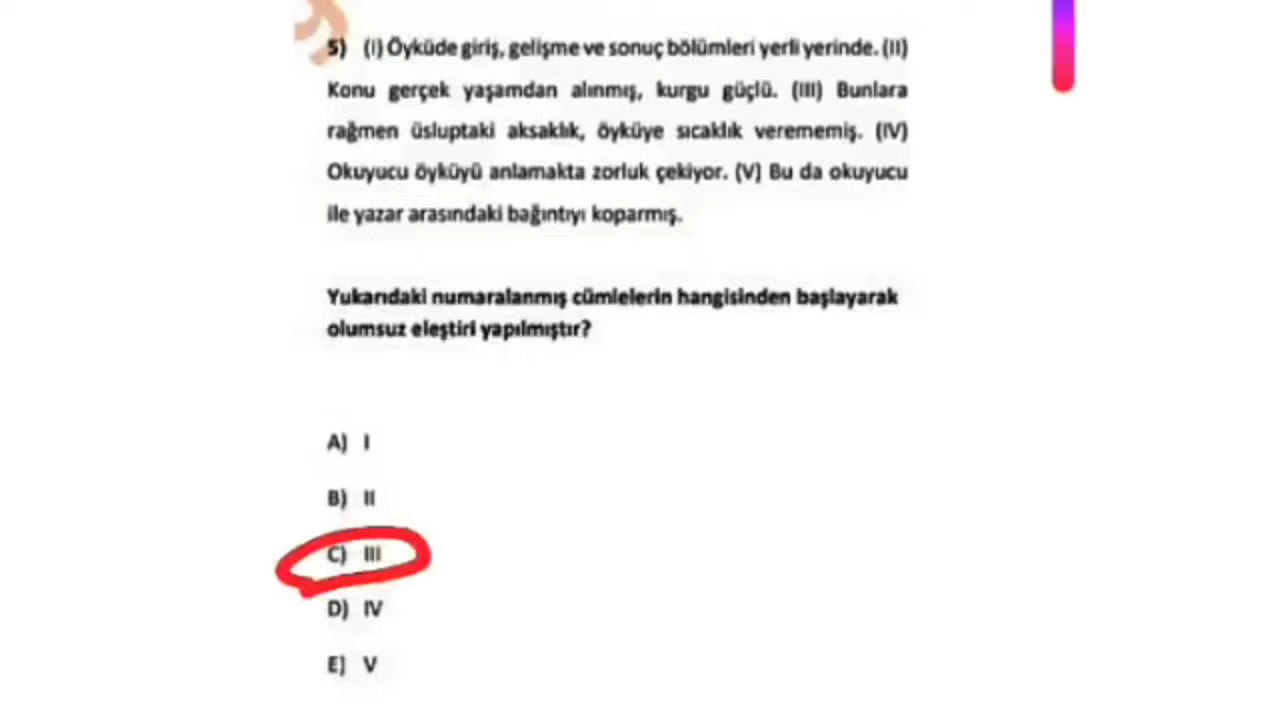 5) (I) Öyküde giriş, gelişme ve sonuç bölümleri yerli yerinde. (II)
Konu gerçek yaşamdan alınmış, kurgu güçlü. (III) Bunlara
rağmen üsluptaki aksaklık, öyküye sıcaklık verememiş. (IV)
Okuyucu öyküyü anlamakta zorluk çekiyor. (V) Bu da okuyucu
ile yazar arasındaki bağıntıyı koparmış.
Yukarıdaki numaralanmış cümlelerin hangisinden başlayarak
olumsuz eleştiri yapılmıştır?
A) I
B) II
C) III
D) IV
E) V